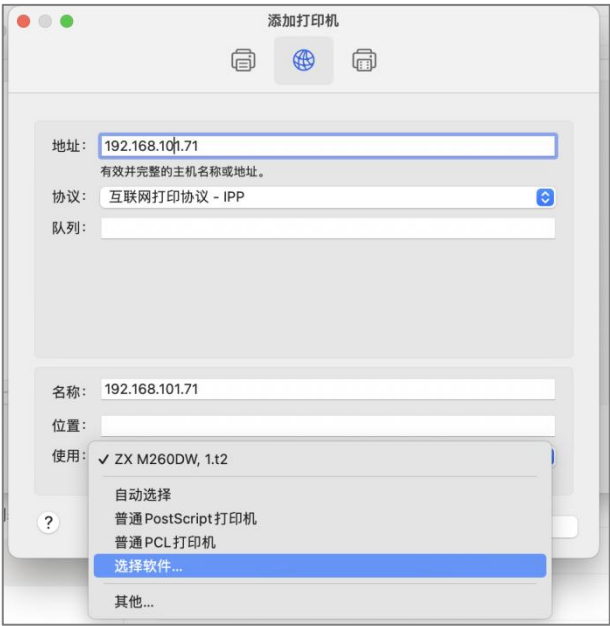 添加打印机
地址: 192.168.101.71
有效并完整的主机名称或地址。
协议: 互联网打印协议 - IPP
队列:
名称: 192.168.101.71
位置:
使用: ✓ ZX M260DW, 1.t2
自动选择
普通PostScript打印机
普通PCL打印机
选择软件...
?
其他...